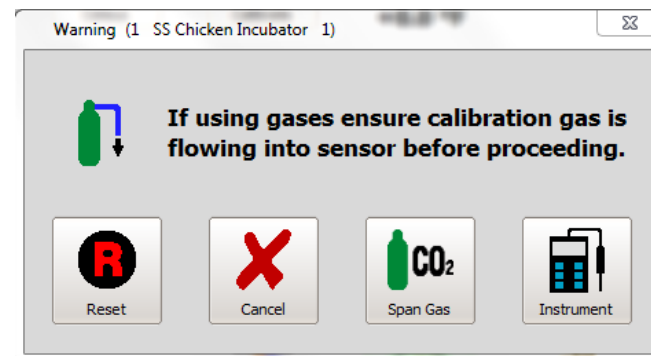 Warning (1 SS Chicken Incubator 1)
If using gases ensure calibration gas is
flowing into sensor before proceeding.
R
CO₂
Reset
Cancel
Span Gas
Instrument